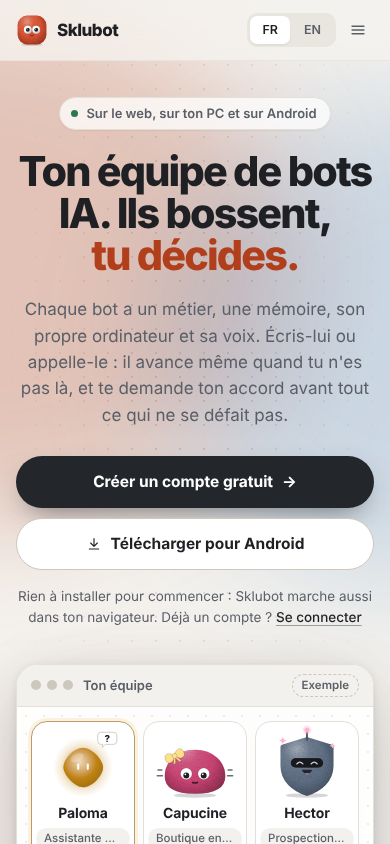 Sklubot
FR
EN
Sur le web, sur ton PC et sur Android
Ton équipe de bots
IA. Ils bossent,
tu décides.
Chaque bot a un métier, une mémoire, son
propre ordinateur et sa voix. Écris-lui ou
appelle-le : il avance même quand tu n'es
pas là, et te demande ton accord avant tout
ce qui ne se défait pas.
Créer un compte gratuit →
Télécharger pour Android
Rien à installer pour commencer : Sklubot marche aussi
dans ton navigateur. Déjà un compte ? Se connecter
Ton équipe
Exemple
?
Paloma
Capucine
Hector
Assistante ...
Boutique en...
Prospection...